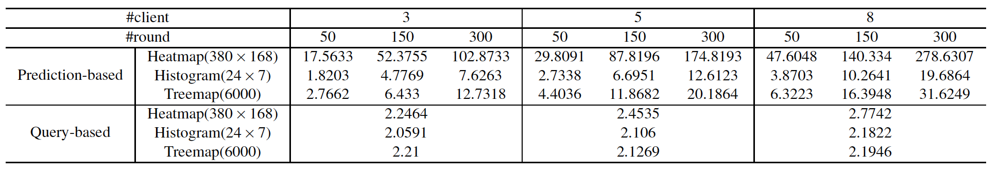 #client 3 5 8
#round 50 150 300 50 150 300 50 150 300
Heatmap(380 × 168) 17.5633 52.3755 102.8733 29.8091 87.8196 174.8193 47.6048 140.334 278.6307
Prediction-based Histogram(24 × 7) 1.8203 4.7769 7.6263 2.7338 6.6951 12.6123 3.8703 10.2641 19.6864
Treemap(6000) 2.7662 6.433 12.7318 4.4036 11.8682 20.1864 6.3223 16.3948 31.6249
Heatmap(380 × 168) 2.2464 2.4535 2.7742
Query-based Histogram(24 × 7) 2.0591 2.106 2.1822
Treemap(6000) 2.21 2.1269 2.1946